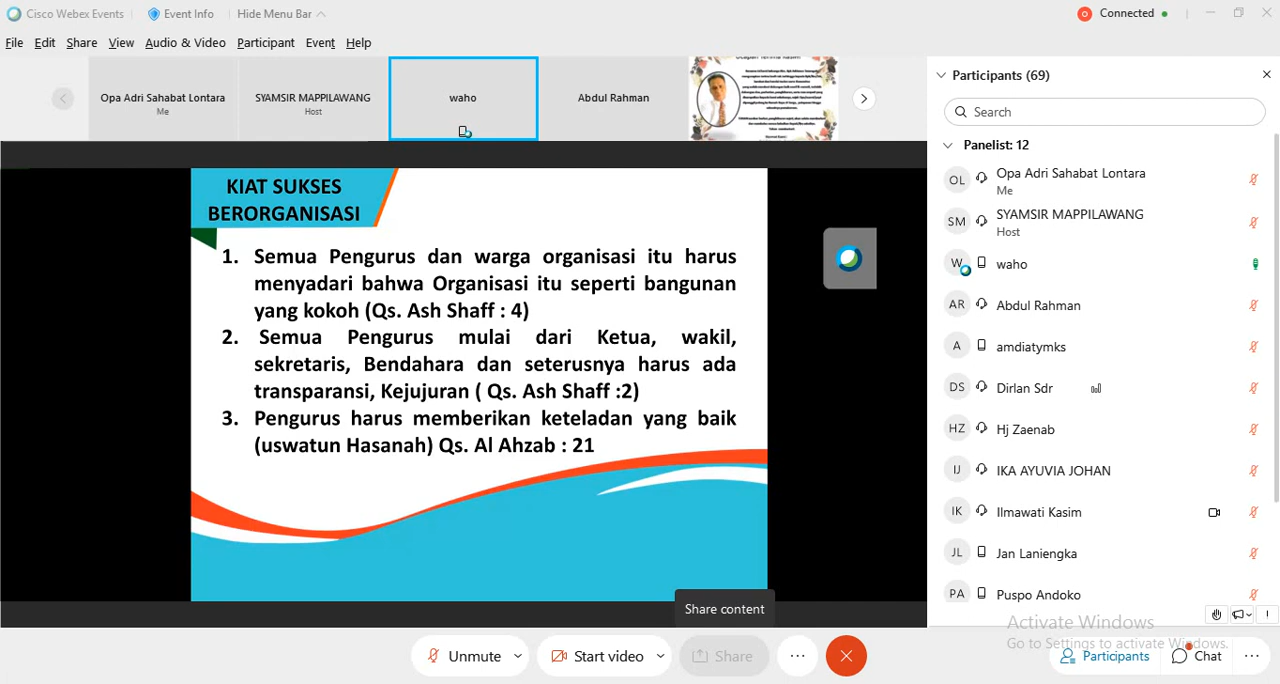 Cisco Webex Events
Event Info
Hide Menu Bar
Connected
File Edit Share View Audio & Video Participant Event Help
Opa Adri Sahabat Lontara
Me
SYAMSIR MAPPILAWANG
Host
waho
Abdul Rahman
Ucapan Terima Kasih
KIAT SUKSES
BERORGANISASI
1. Semua Pengurus dan warga organisasi itu harus
menyadari bahwa Organisasi itu seperti bangunan
yang kokoh (Qs. Ash Shaff : 4)
2. Semua Pengurus mulai dari Ketua, wakil,
sekretaris, Bendahara dan seterusnya harus ada
transparansi, Kejujuran ( Qs. Ash Shaff :2)
3. Pengurus harus memberikan keteladan yang baik
(uswatun Hasanah) Qs. Al Ahzab : 21
Share content
Unmute
Start video
Share
Participants (69)
Search
Panelist: 12
OL Opa Adri Sahabat Lontara
Me
SM SYAMSIR MAPPILAWANG
Host
W waho
AR Abdul Rahman
A amdiatymks
DS Dirlan Sdr
HZ Hj Zaenab
IJ IKA AYUVIA JOHAN
IK Ilmawati Kasim
JL Jan Laniengka
PA Puspo Andoko
Activate Windows
Go to Settings to activate Windows.
Participants
Chat